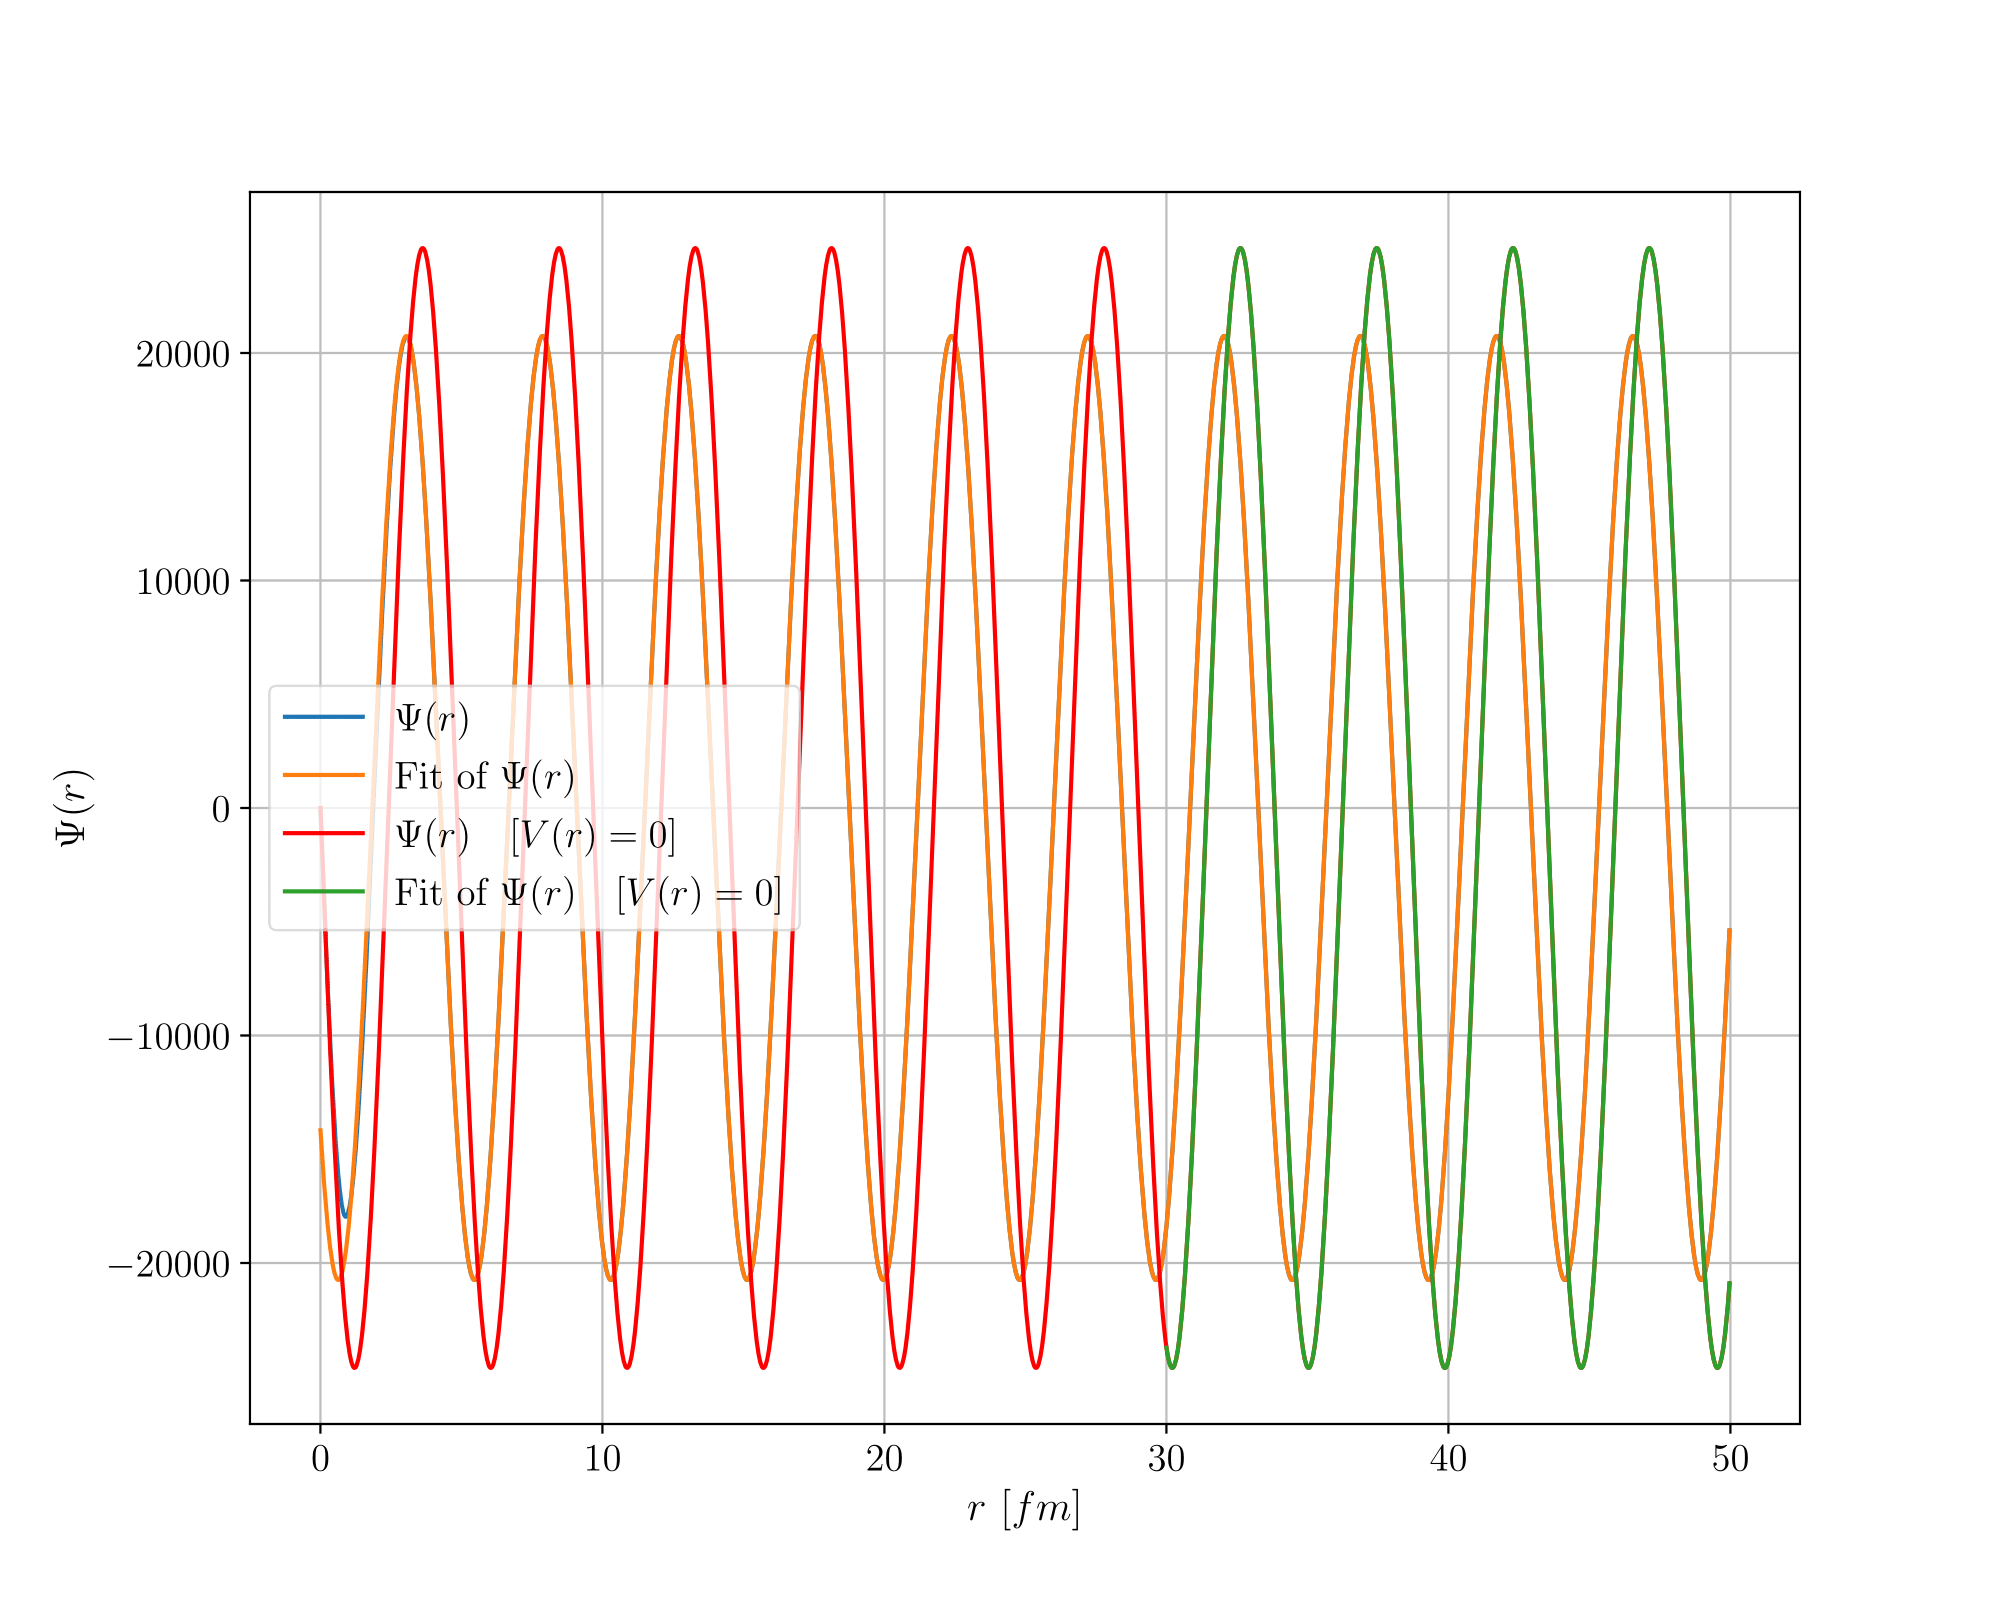 Ψ(r)
20000
10000
0
−10000
−20000
Ψ(r)
Fit of Ψ(r)
Ψ(r) [V(r) = 0]
Fit of Ψ(r) [V(r) = 0]
0 10 20 30 40 50
r [fm]